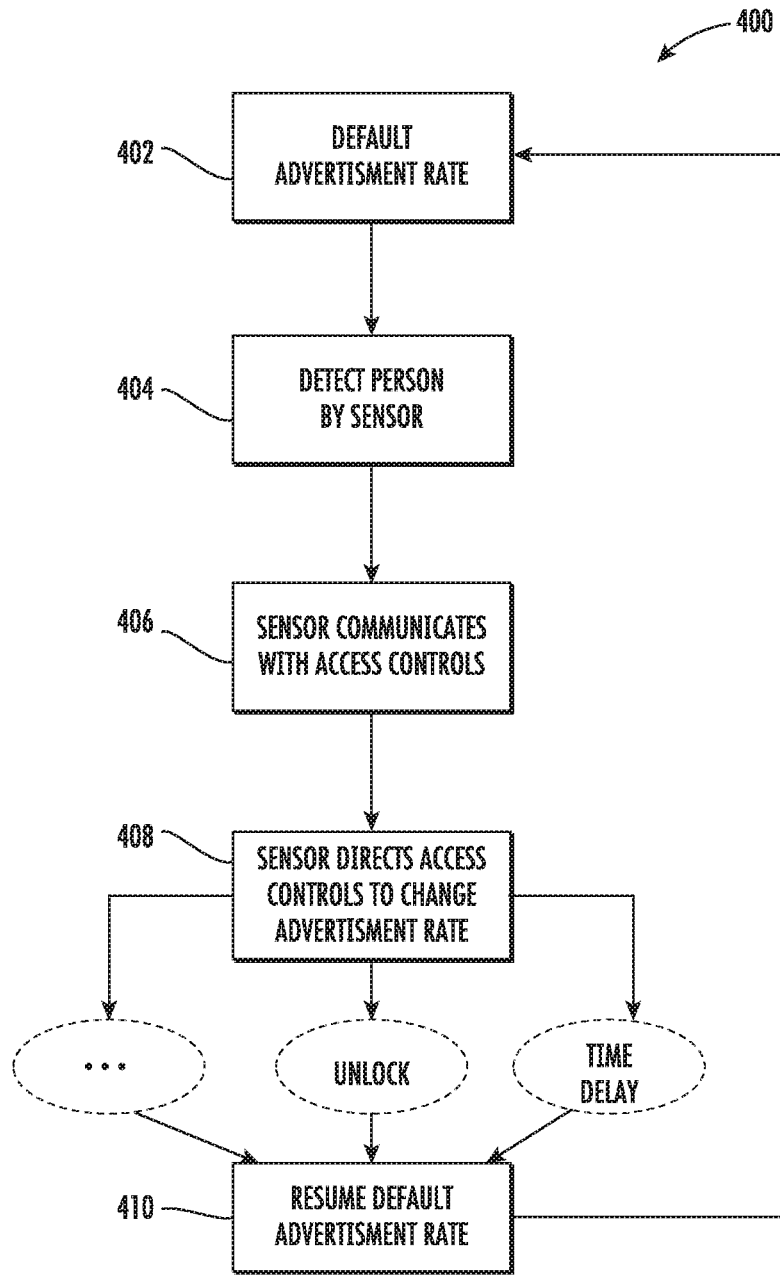 400
402
DEFAULT
ADVERTISMENT RATE
404
DETECT PERSON
BY SENSOR
406
SENSOR COMMUNICATES
WITH ACCESS CONTROLS
408
SENSOR DIRECTS ACCESS
CONTROLS TO CHANGE
ADVERTISMENT RATE
• • •
UNLOCK
TIME
DELAY
410
RESUME DEFAULT
ADVERTISMENT RATE